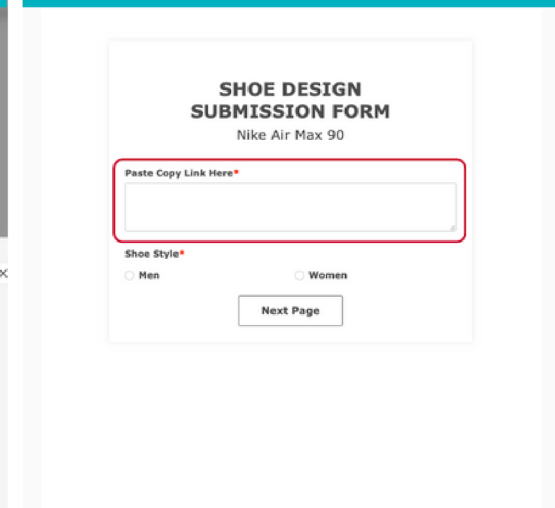 SHOE DESIGN
SUBMISSION FORM
Nike Air Max 90
Paste Copy Link Here*
Shoe Style*
Men
Women
Next Page